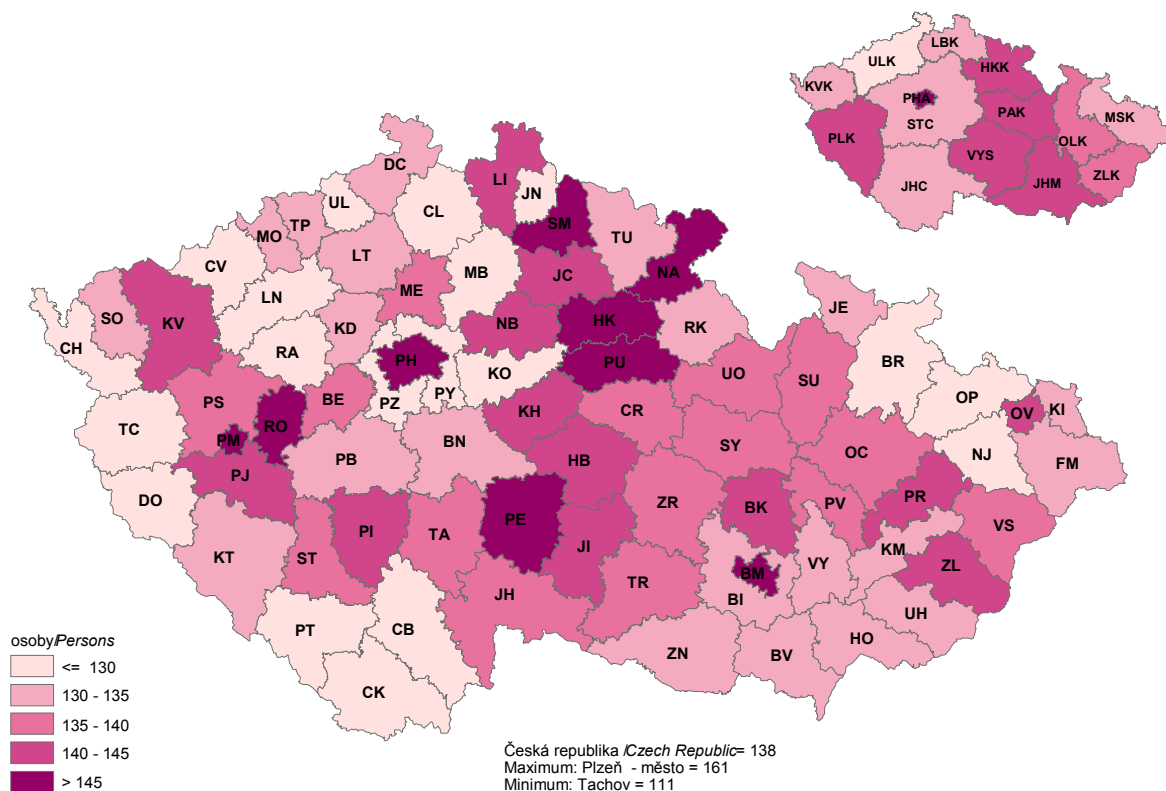 LBK
ULK
HKK
KVK
PHA
PAK
MSK
STC
PLK
OLK
VYS
ZLK
JHC
JHM
DC
LI
JN
UL
CL
SM
TP
MO
TU
LT
CV
MB
JC
NA
LN
ME
SO
KV
NB
HK
RK
JE
KD
CH
RA
PH
BR
PU
KO
UO
SU
PZ
PY
PS
BE
OP
KH
CR
OV
KI
RO
TC
PM
BN
SY
OC
NJ
PB
HB
FM
PJ
DO
ZR
PR
BK
PV
PE
VS
PI
TA
JI
KT
ST
KM
VY
ZL
BM
TR
JH
BI
UH
PT
CB
HO
ZN
BV
CK
osoby/Persons
<= 130
130 - 135
135 - 140
140 - 145
> 145
Česká republika /Czech Republic= 138
Maximum: Plzeň - město = 161
Minimum: Tachov = 111